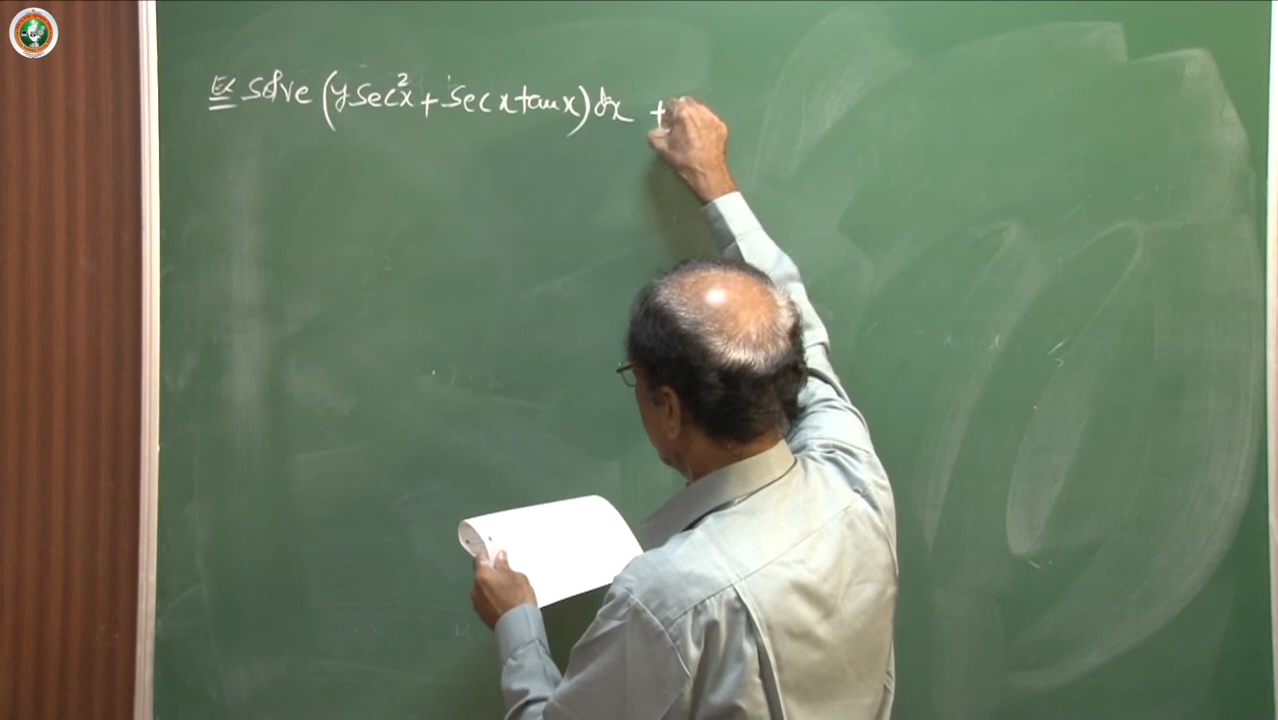 Ex solve (y sec²x + sec x tan x) dx +